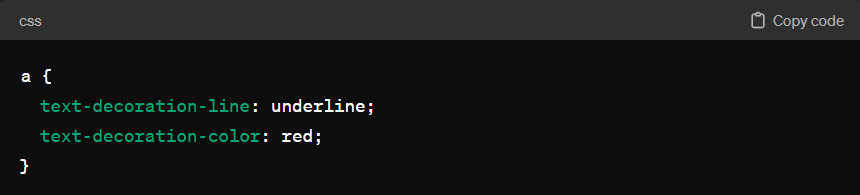 css
Copy code
a {
text-decoration-line: underline;
text-decoration-color: red;
}